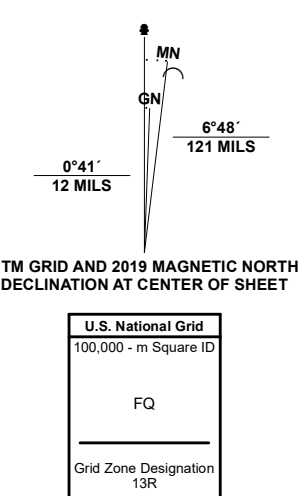 MN
GN
6°48´
121 MILS
0°41´
12 MILS
TM GRID AND 2019 MAGNETIC NORTH
DECLINATION AT CENTER OF SHEET
U.S. National Grid
100,000 - m Square ID
FQ
Grid Zone Designation
13R